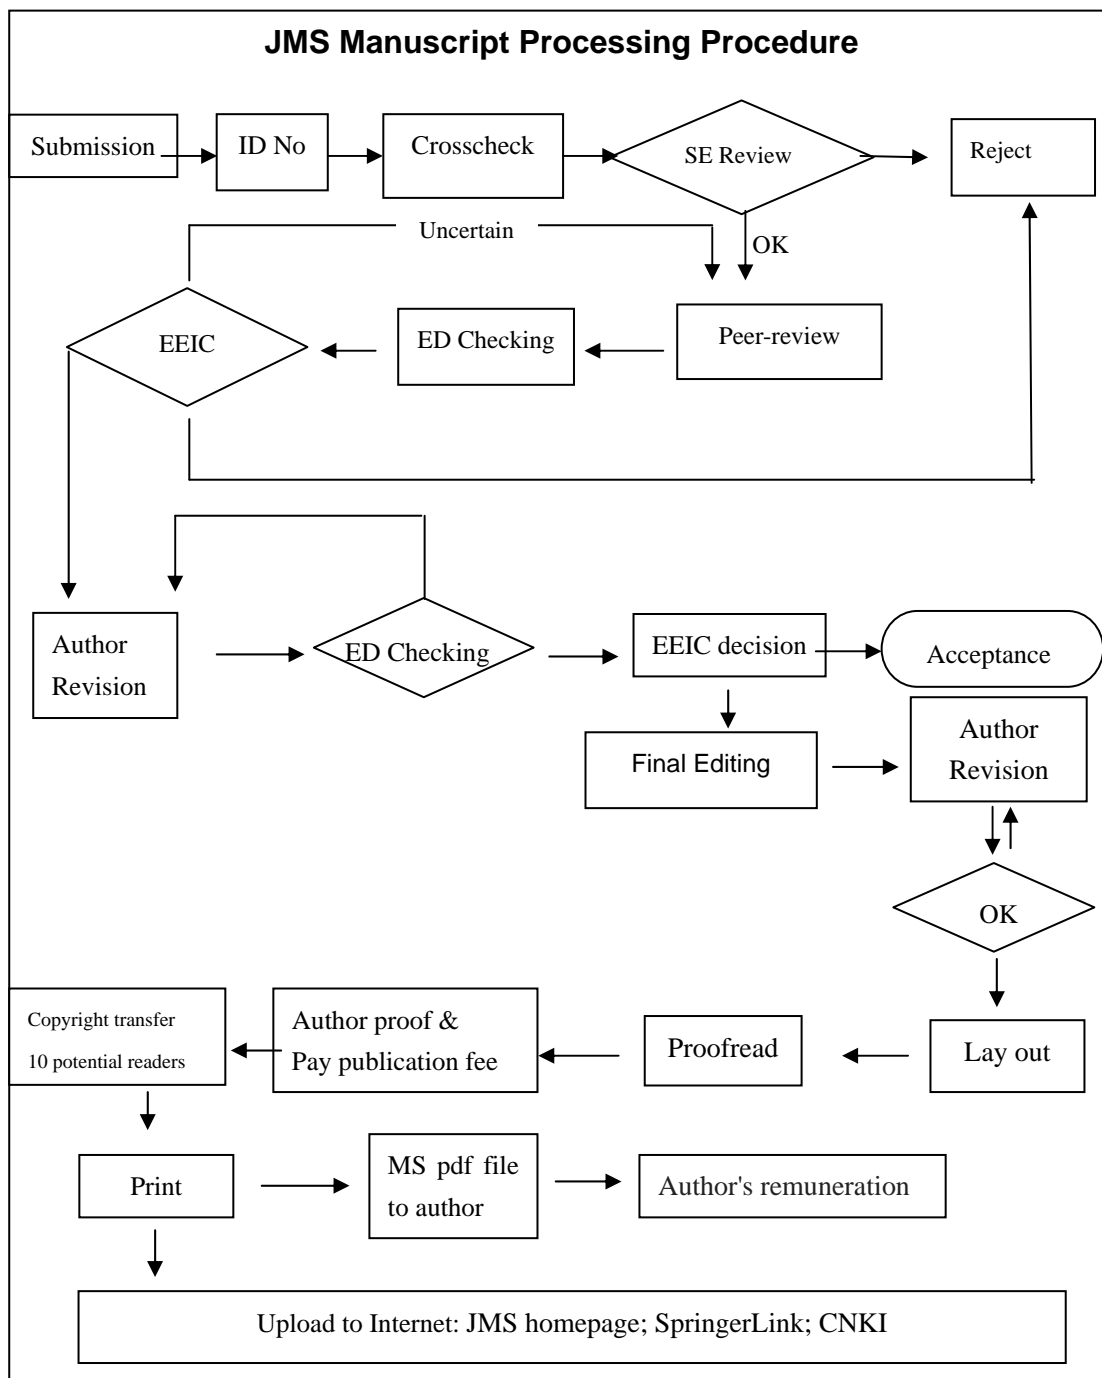 JMS Manuscript Processing Procedure
Submission
ID No
Crosscheck
SE Review
Reject
Uncertain
OK
EEIC
ED Checking
Peer-review
Author
Revision
ED Checking
EEIC decision
Acceptance
Final Editing
Author
Revision
OK
Copyright transfer
10 potential readers
Author proof &
Pay publication fee
Proofread
Lay out
Print
MS pdf file
to author
Author's remuneration
Upload to Internet: JMS homepage; SpringerLink; CNKI